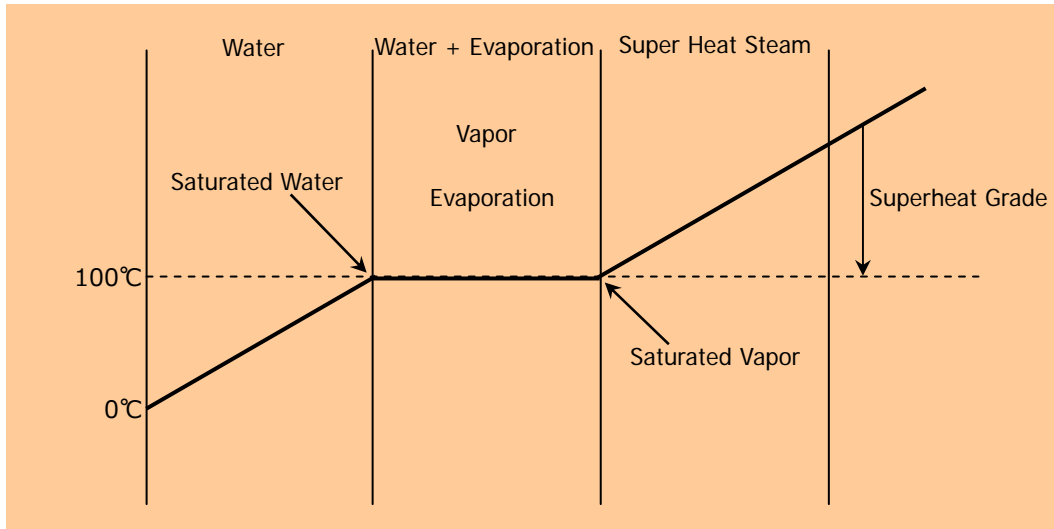 Water
Water + Evaporation
Super Heat Steam
Vapor
Saturated Water
Evaporation
Superheat Grade
100℃
Saturated Vapor
0℃